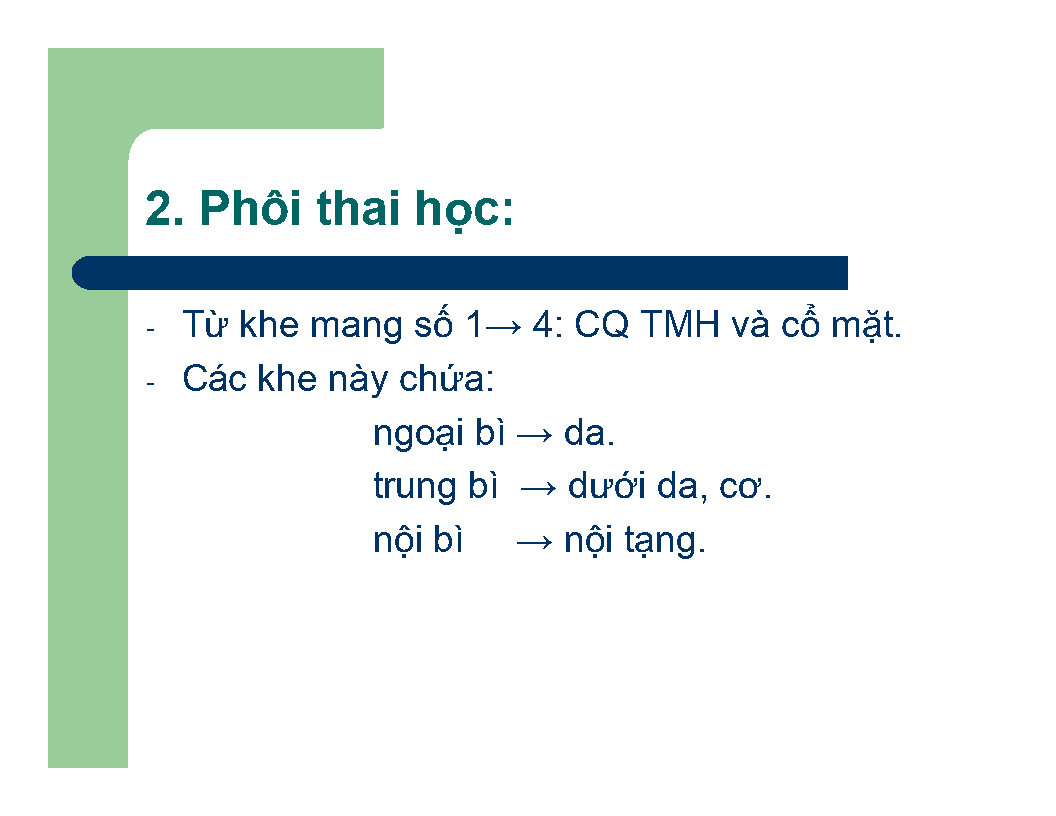 2. Phôi thai học:
- Từ khe mang số 1→ 4: CQ TMH và cổ mặt.
- Các khe này chứa:
ngoại bì → da.
trung bì → dưới da, cơ.
nội bì → nội tạng.